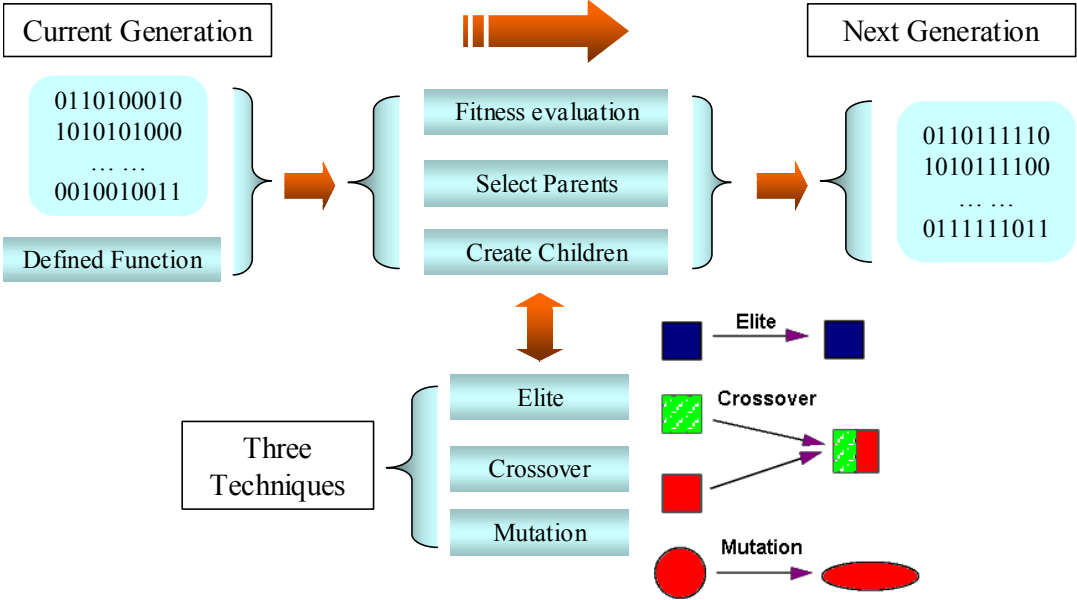 Current Generation
Next Generation
0110100010
1010101000
... ...
0010010011
Defined Function
Fitness evaluation
Select Parents
Create Children
0110111110
1010111100
... ...
0111111011
Three
Techniques
Elite
Crossover
Mutation
Elite
Crossover
Mutation